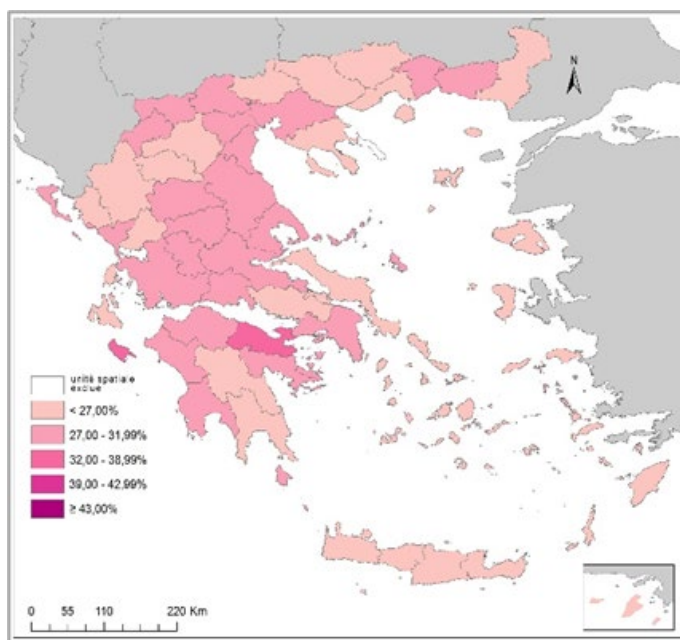 N
unité spatiale
exclue
< 27,00%
27,00 - 31,99%
32,00 - 38,99%
39,00 - 42,99%
≥ 43,00%
0 55 110 220 Km